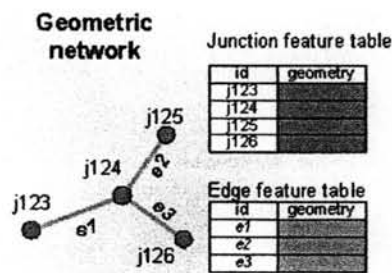 Geometric
network
j125
j124
e2
j123
e1
e3
j126
Junction feature table
id geometry
j123
j124
j125
j126
Edge feature table
id geometry
e1
e2
e3